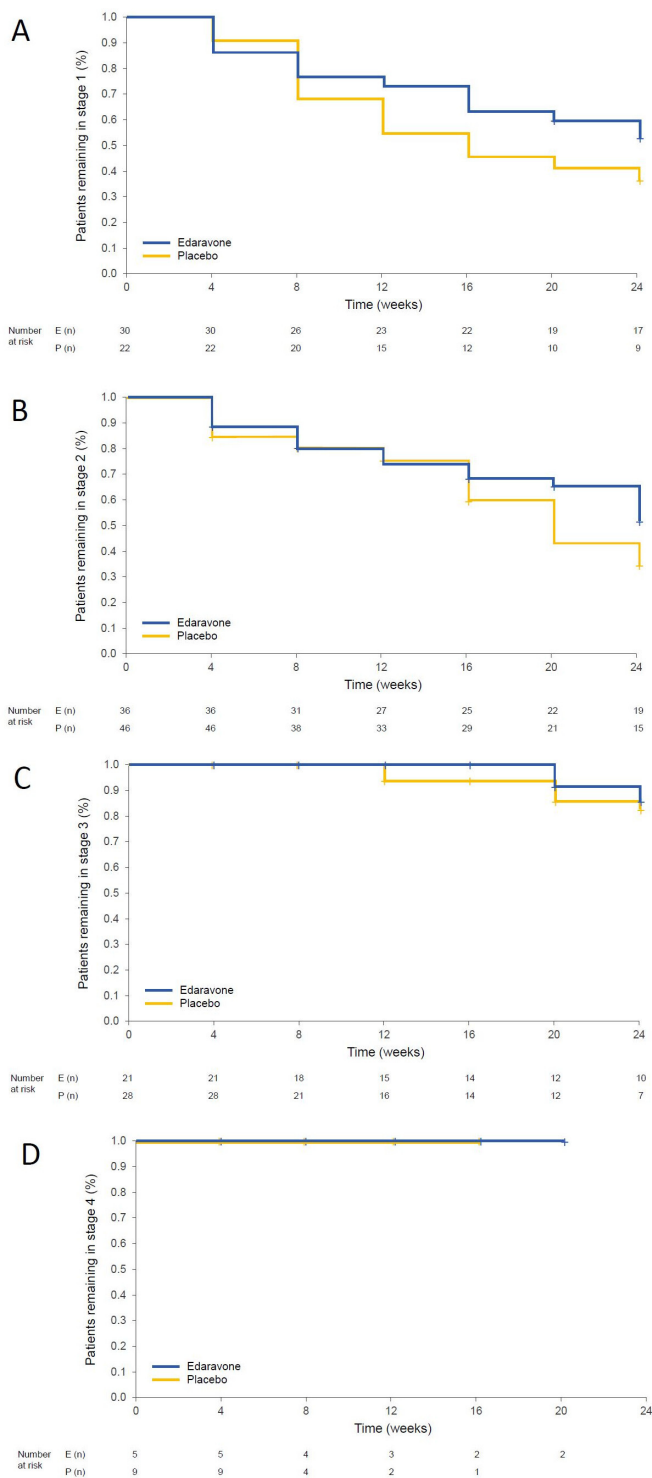 A
Patients remaining in stage 1 (%)
1.0
0.9
0.8
0.7
0.6
0.5
0.4
0.3
0.2
0.1
0.0
Edaravone
Placebo
0 4 8 12 16 20 24
Time (weeks)
Number at risk
E (n) 30 30 26 23 22 19 17
P (n) 22 22 20 15 12 10 9
B
Patients remaining in stage 2 (%)
1.0
0.9
0.8
0.7
0.6
0.5
0.4
0.3
0.2
0.1
0.0
Edaravone
Placebo
0 4 8 12 16 20 24
Time (weeks)
Number at risk
E (n) 36 36 31 27 25 22 19
P (n) 46 46 38 33 29 21 15
C
Patients remaining in stage 3 (%)
1.0
0.9
0.8
0.7
0.6
0.5
0.4
0.3
0.2
0.1
0.0
Edaravone
Placebo
0 4 8 12 16 20 24
Time (weeks)
Number at risk
E (n) 21 21 18 15 14 12 10
P (n) 28 28 21 16 14 12 7
D
Patients remaining in stage 4 (%)
1.0
0.9
0.8
0.7
0.6
0.5
0.4
0.3
0.2
0.1
0.0
Edaravone
Placebo
0 4 8 12 16 20 24
Time (weeks)
Number at risk
E (n) 5 5 4 3 2 2
P (n) 9 9 4 2 1